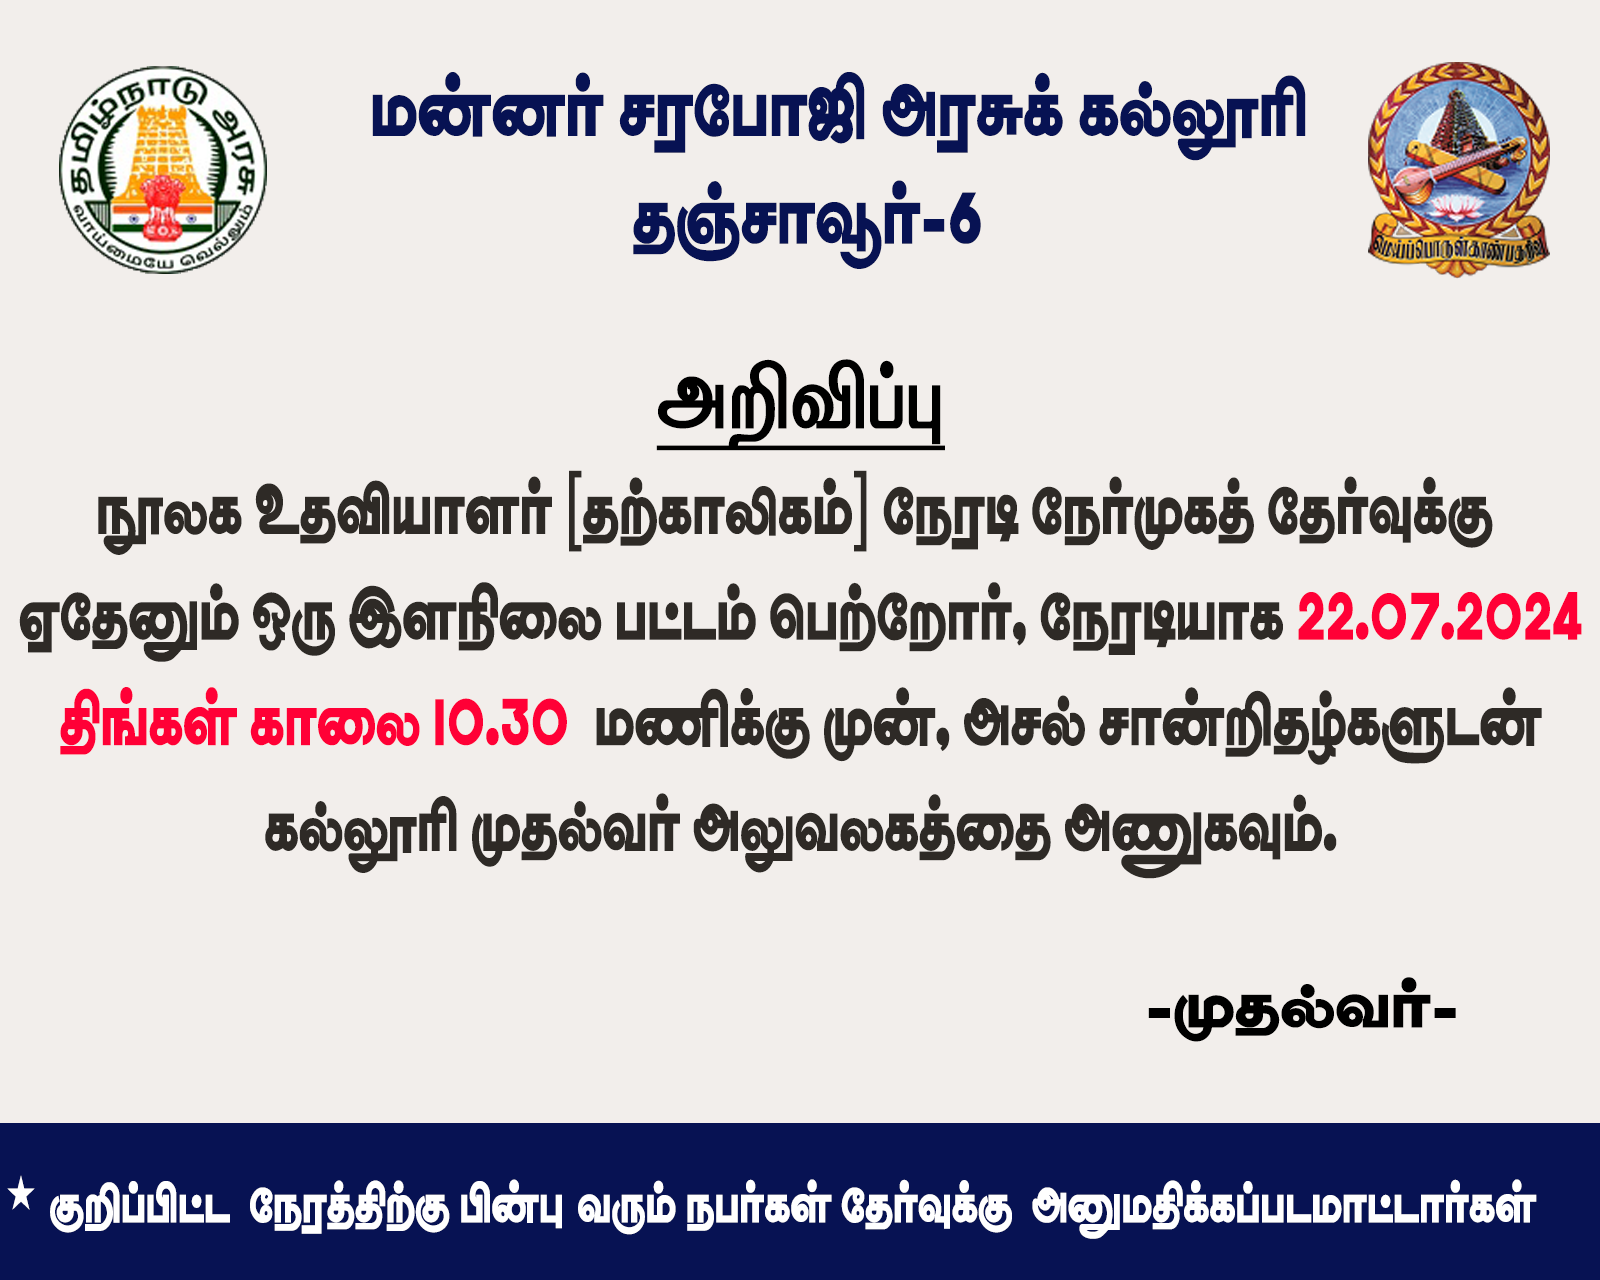 தமிழ்நாடு அரசு
வாய்மையே வெல்லும்
மன்னர் சரபோஜி அரசுக் கல்லூரி
தஞ்சாவூர்-6
மெய்ப்பொருள்காண்பதறிவு
அறிவிப்பு
நூலக உதவியாளர் [தற்காலிகம்] நேரடி நேர்முகத் தேர்வுக்கு
ஏதேனும் ஒரு இளநிலை பட்டம் பெற்றோர், நேரடியாக 22.07.2024
திங்கள் காலை 10.30 மணிக்கு முன், அசல் சான்றிதழ்களுடன்
கல்லூரி முதல்வர் அலுவலகத்தை அணுகவும்.
-முதல்வர்-
★ குறிப்பிட்ட நேரத்திற்கு பின்பு வரும் நபர்கள் தேர்வுக்கு அனுமதிக்கப்படமாட்டார்கள்